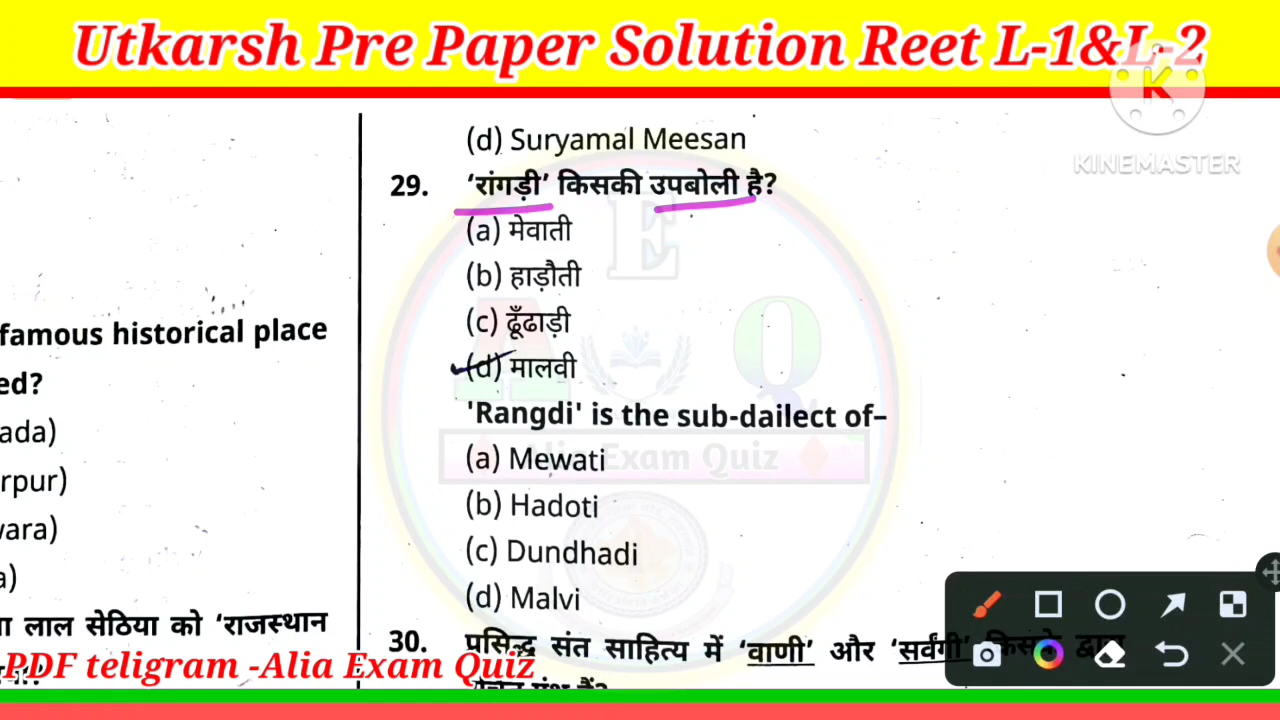 Utkarsh Pre Paper Solution Reet L-1&L-2
K
KINEMASTER
famous historical place
ed?
ada)
rpur)
wara)
a)
ा लाल सेठिया को ‘राजस्थान
(d) Suryamal Meesan
29. ‘रांगड़ी’ किसकी उपबोली है?
(a) मेवाती
(b) हाड़ौती
(c) ढूँढाड़ी
(d) मालवी
'Rangdi' is the sub-dailect of–
(a) Mewati
(b) Hadoti
(c) Dundhadi
(d) Malvi
E
A
Q
Alia Exam Quiz
30. प्रसिद्ध संत साहित्य में ‘वाणी’ और ‘सर्वंगी’
PDF teligram -Alia Exam Quiz